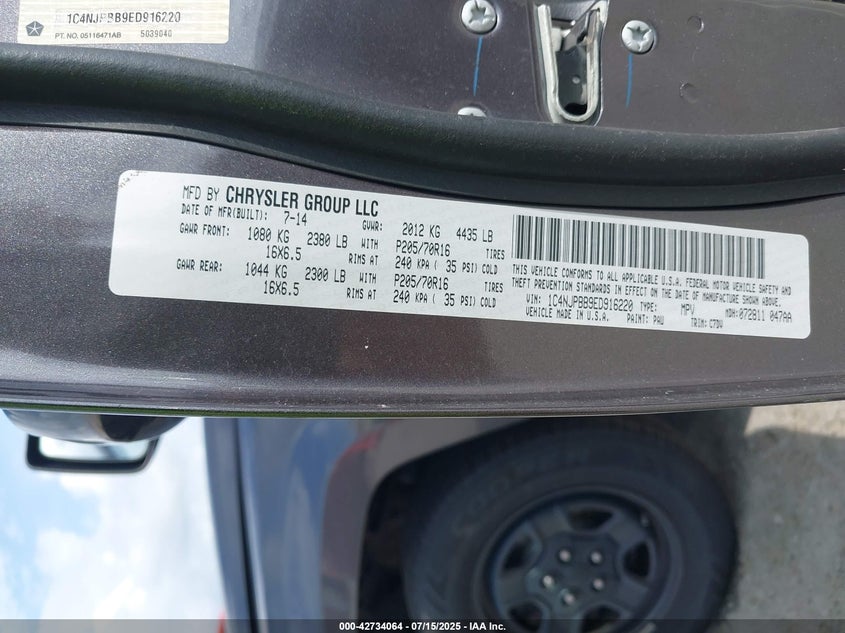 1C4NJPBB9ED916220
PT. NO. 05116471AB 5039040
MFD BY CHRYSLER GROUP LLC
DATE OF MFR(BUILT): 7-14 GVWR: 2012 KG 4435 LB
GAWR FRONT: 1080 KG 2380 LB WITH P205/70R16 TIRES
16X6.5 RIMS AT 240 KPA ( 35 PSI) COLD
GAWR REAR: 1044 KG 2300 LB WITH P205/70R16 TIRES
16X6.5 RIMS AT 240 KPA ( 35 PSI) COLD
THIS VEHICLE CONFORMS TO ALL APPLICABLE U.S.A. FEDERAL MOTOR VEHICLE SAFETY AND
THEFT PREVENTION STANDARDS IN EFFECT ON THE DATE OF MANUFACTURE SHOWN ABOVE.
VIN: 1C4NJPBB9ED916220 TYPE: MPV MDH: 072811 047AA
VEHICLE MADE IN U.S.A. PAINT: PAU TRIM: C7DV
000-42734064 | 07/15/2025 - IAA Inc.